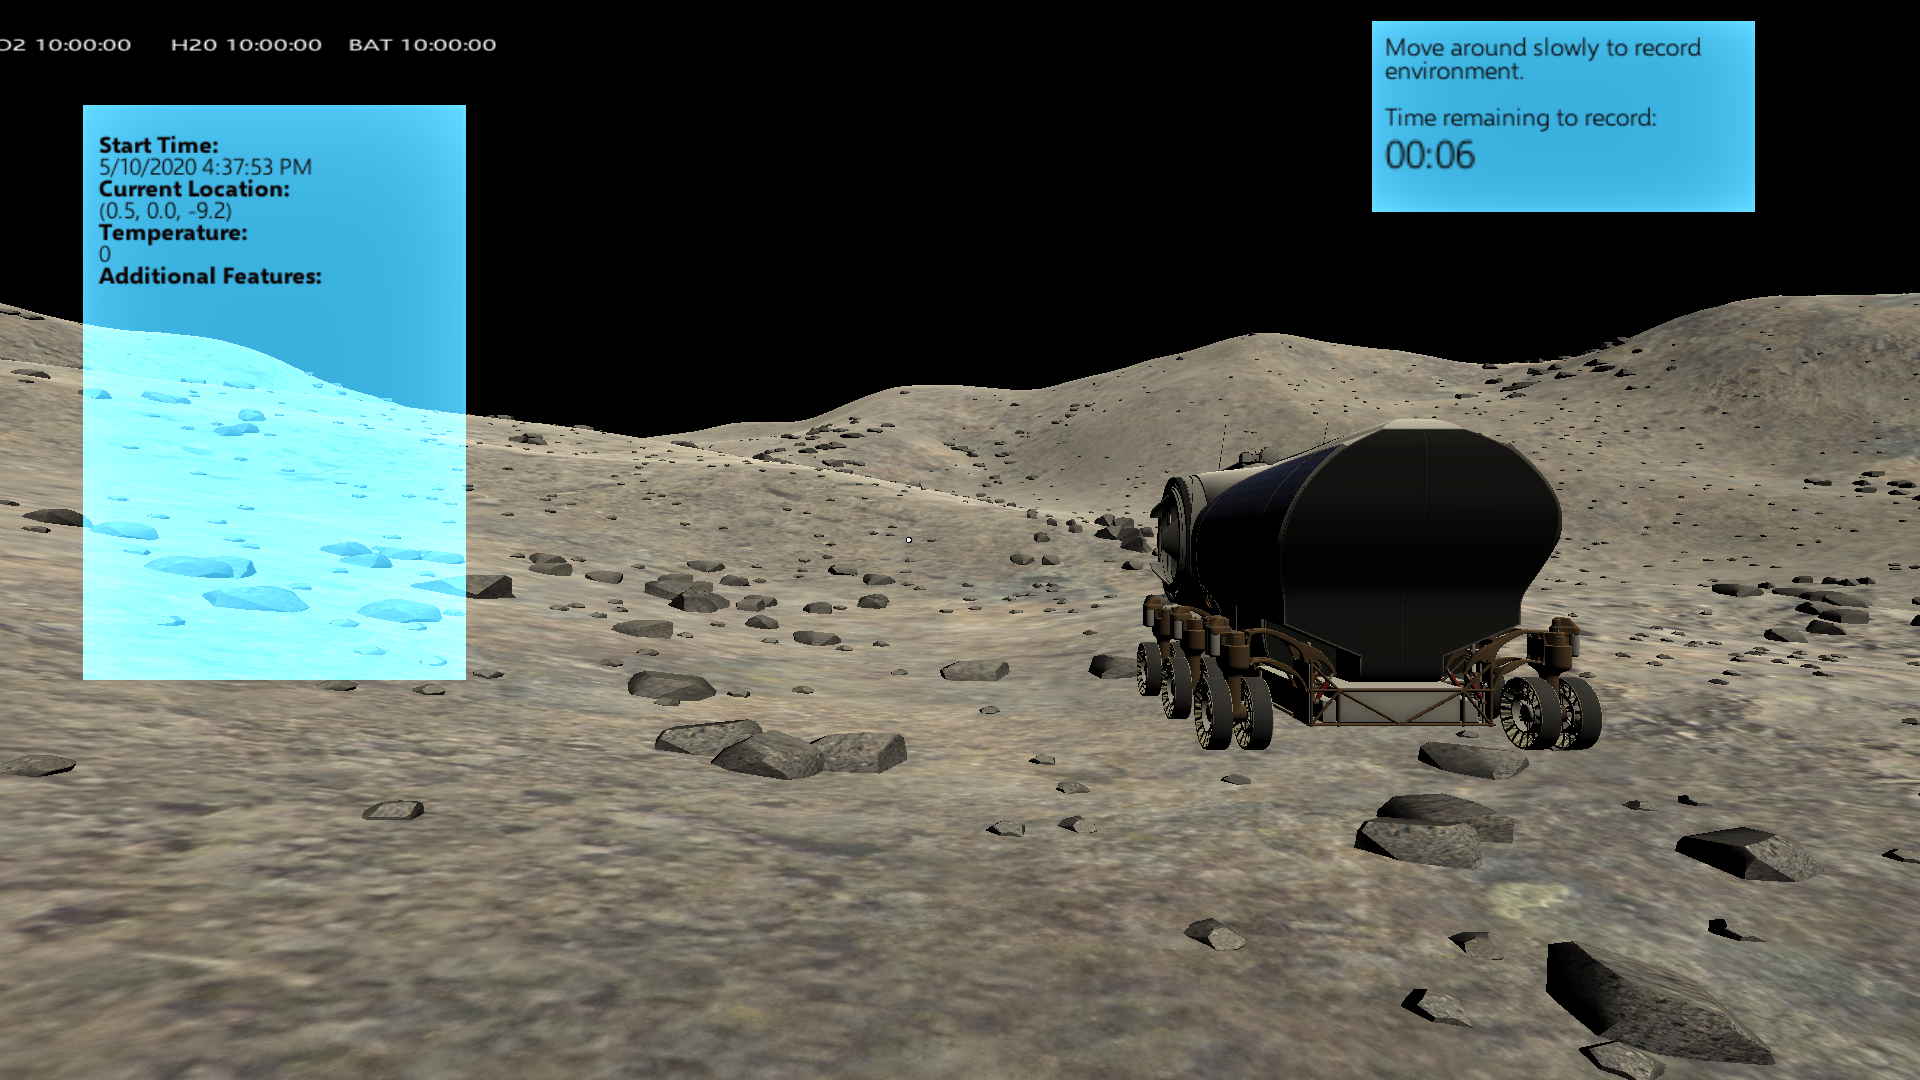 O2 10:00:00 H20 10:00:00 BAT 10:00:00
Move around slowly to record
environment.
Time remaining to record:
00:06
Start Time:
5/10/2020 4:37:53 PM
Current Location:
(0.5, 0.0, -9.2)
Temperature:
0
Additional Features: